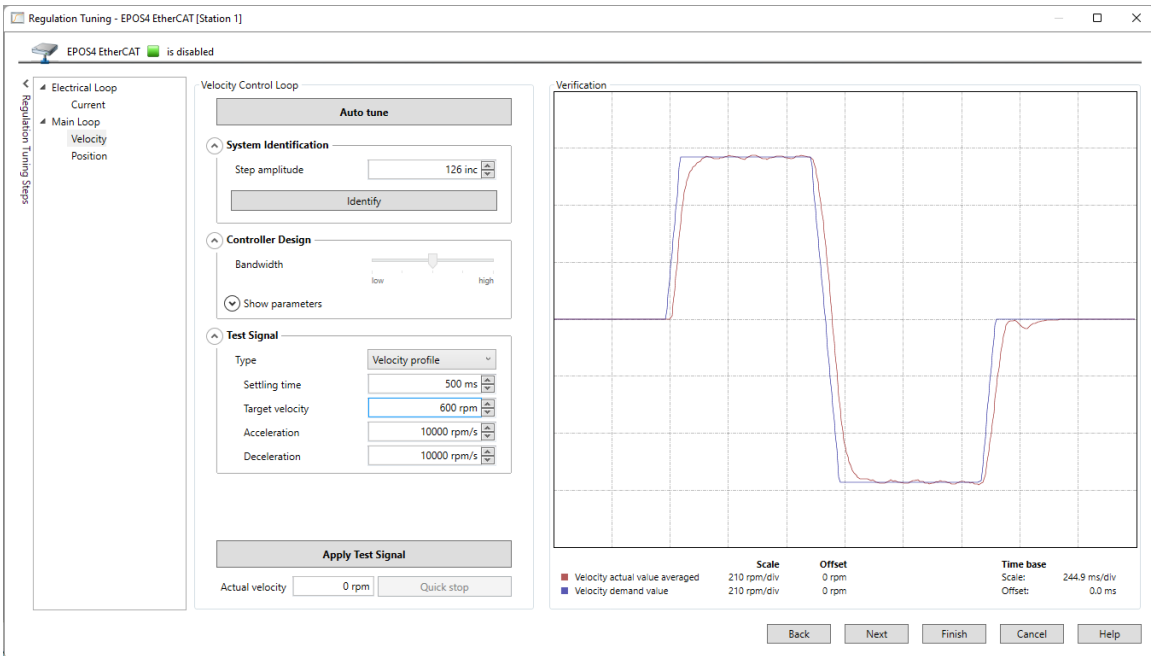 Regulation Tuning - EPOS4 EtherCAT [Station 1]
EPOS4 EtherCAT is disabled
Regulation Tuning Steps
Electrical Loop
Current
Main Loop
Velocity
Position
Velocity Control Loop
Auto tune
System Identification
Step amplitude 126 inc
Identify
Controller Design
Bandwidth
low high
Show parameters
Test Signal
Type Velocity profile
Settling time 500 ms
Target velocity 600 rpm
Acceleration 10000 rpm/s
Deceleration 10000 rpm/s
Apply Test Signal
Actual velocity 0 rpm Quick stop
Verification
Scale Offset Time base
Velocity actual value averaged 210 rpm/div 0 rpm Scale: 244.9 ms/div
Velocity demand value 210 rpm/div 0 rpm Offset: 0.0 ms
Back Next Finish Cancel Help